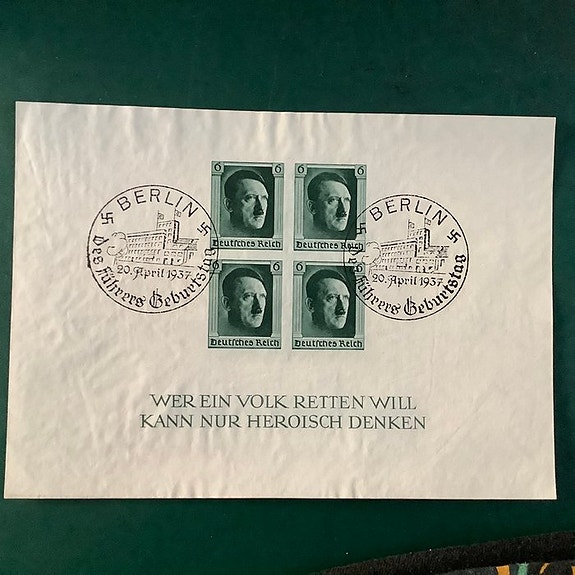 6 6
Deutsches Reich Deutsches Reich
BERLIN
20. April 1937
Des Führers Geburtstag
BERLIN
20. April 1937
Des Führers Geburtstag
6 6
Deutsches Reich Deutsches Reich
WER EIN VOLK RETTEN WILL
KANN NUR HEROISCH DENKEN